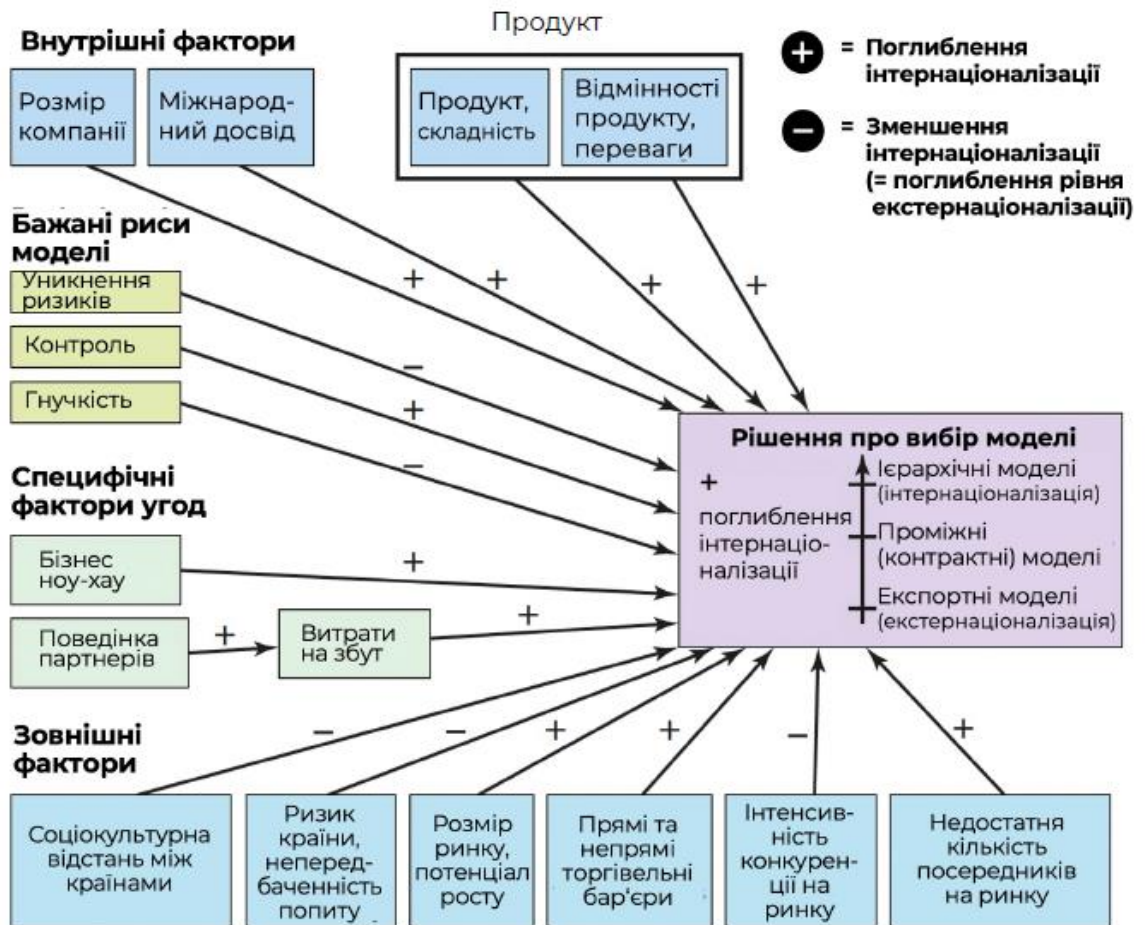 Продукт
Внутрішні фактори
Розмір
компанії
Міжнарод-
ний досвід
Продукт,
складність
Відмінності
продукту,
переваги
+ = Поглиблення
інтернаціоналізації
− = Зменшення
інтернаціоналізації
(= поглиблення рівня
екстернаціоналізації)
Бажані риси
моделі
Уникнення
ризиків
Контроль
Гнучкість
+
+
+
+
−
+
−
Рішення про вибір моделі
+
поглиблення
інтернаціо-
налізації
Ієрархічні моделі
(інтернаціоналізація)
Проміжні
(контрактні) моделі
Експортні моделі
(екстернаціоналізація)
Специфічні
фактори угод
Бізнес
ноу-хау
+
Поведінка
партнерів
+
Витрати
на збут
+
Зовнішні
фактори
−
−
+
+
−
+
Соціокультурна
відстань між
країнами
Ризик
країни,
неперед-
баченність
попиту
Розмір
ринку,
потенціал
росту
Прямі та
непрямі
торгівельні
бар‘єри
Інтенсив-
ність
конкурен-
ції на
ринку
Недостатня
кількість
посередників
на ринку